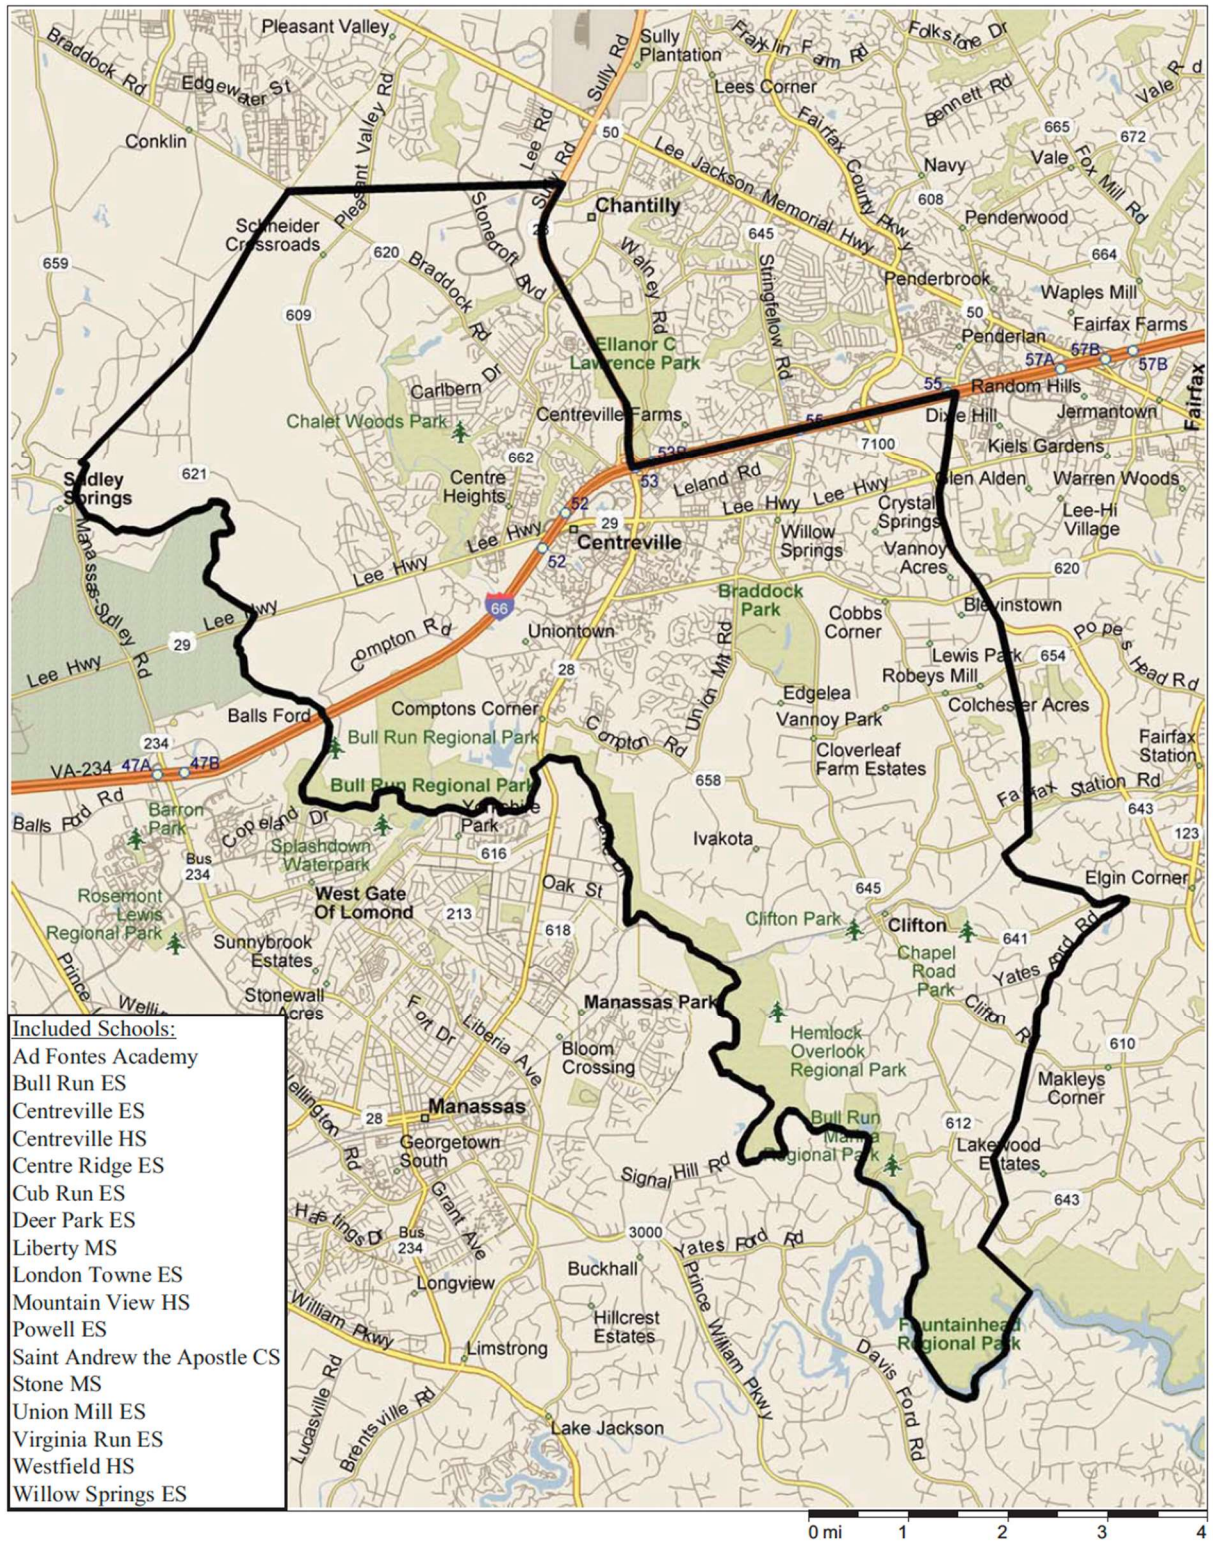 Pleasant Valley
Sully
Plantation
Franklin Farm Rd
Folkstone Dr
Braddock Rd
Edgewater St
Sully Rd
Lees Corner
Bennett Rd
Vale Rd
Conklin
Pleasant Valley Rd
Lee Rd
50
Lee Jackson Memorial Hwy
Fairfax County Pkwy
665
672
Navy
Vale
Fox Mill Rd
Sully Rd
608
Schneider
Crossroads
Stonecroft Blvd
Chantilly
645
Penderwood
28
659
620
Braddock Rd
Walney Rd
Stringfellow Rd
664
Penderbrook
Waples Mill
609
50
Fairfax Farms
Ellanor C
Lawrence Park
Penderlan
57A
57B
57B
Carlbern Dr
55
Random Hills
Fairfax
Chalet Woods Park
Centreville Farms
55
Dixie Hill
Jermantown
662
53B
7100
Kiels Gardens
Sudley
Springs
621
Centre
Heights
53
Leland Rd
Lee Hwy
Glen Alden
Warren Woods
52
29
Lee Hwy
Crystal
Springs
Lee-Hi
Village
Lee Hwy
Centreville
Willow
Springs
52
Vannoy
Acres
Manassas-Sudley Rd
Lee Hwy
620
66
Braddock
Park
Lee Hwy
Cobbs
Corner
Blevinstown
Compton Rd
Uniontown
29
Popes Head Rd
Lee Hwy
28
Union Mill Rd
Lewis Park
654
Robeys Mill
Edgelea
Colchester Acres
Balls Ford
Comptons Corner
Vannoy Park
Compton Rd
234
Bull Run Regional Park
Cloverleaf
Farm Estates
Fairfax
Station
VA-234
47A
47B
Bull Run Regional Park
658
Fairfax Station Rd
Balls Ford Rd
Barron
Park
Copeland Dr
Yorkshire
Park
643
Splashdown
Waterpark
Ivakota
123
Bus
234
616
Rosemont
Lewis
Regional Park
West Gate
Of Lomond
Oak St
645
Elgin Corner
213
Clifton Park
Clifton
618
641
Sunnybrook
Estates
Chapel
Road
Park
Yates Ford Rd
Prince
Stonewall
Acres
Manassas Park
Clifton Rd
Welli
Fort Dr
Liberia Ave
Hemlock
Overlook
Regional Park
Bloom
Crossing
610
Makleys
Corner
ellington Rd
28
Manassas
Bull Run
Marina
Regional Park
612
Georgetown
South
Lakewood
Estates
Signal Hill Rd
Grant Ave
643
Hastings Dr
Bus
234
3000
Yates Ford Rd
Buckhall
Longview
William Pkwy
Prince William Pkwy
Hillcrest
Estates
Fountainhead
Regional Park
Limstrong
Davis Ford Rd
Lucasville Rd
Brentsville Rd
Lake Jackson
Included Schools:
Ad Fontes Academy
Bull Run ES
Centreville ES
Centreville HS
Centre Ridge ES
Cub Run ES
Deer Park ES
Liberty MS
London Towne ES
Mountain View HS
Powell ES
Saint Andrew the Apostle CS
Stone MS
Union Mill ES
Virginia Run ES
Westfield HS
Willow Springs ES
0 mi 1 2 3 4